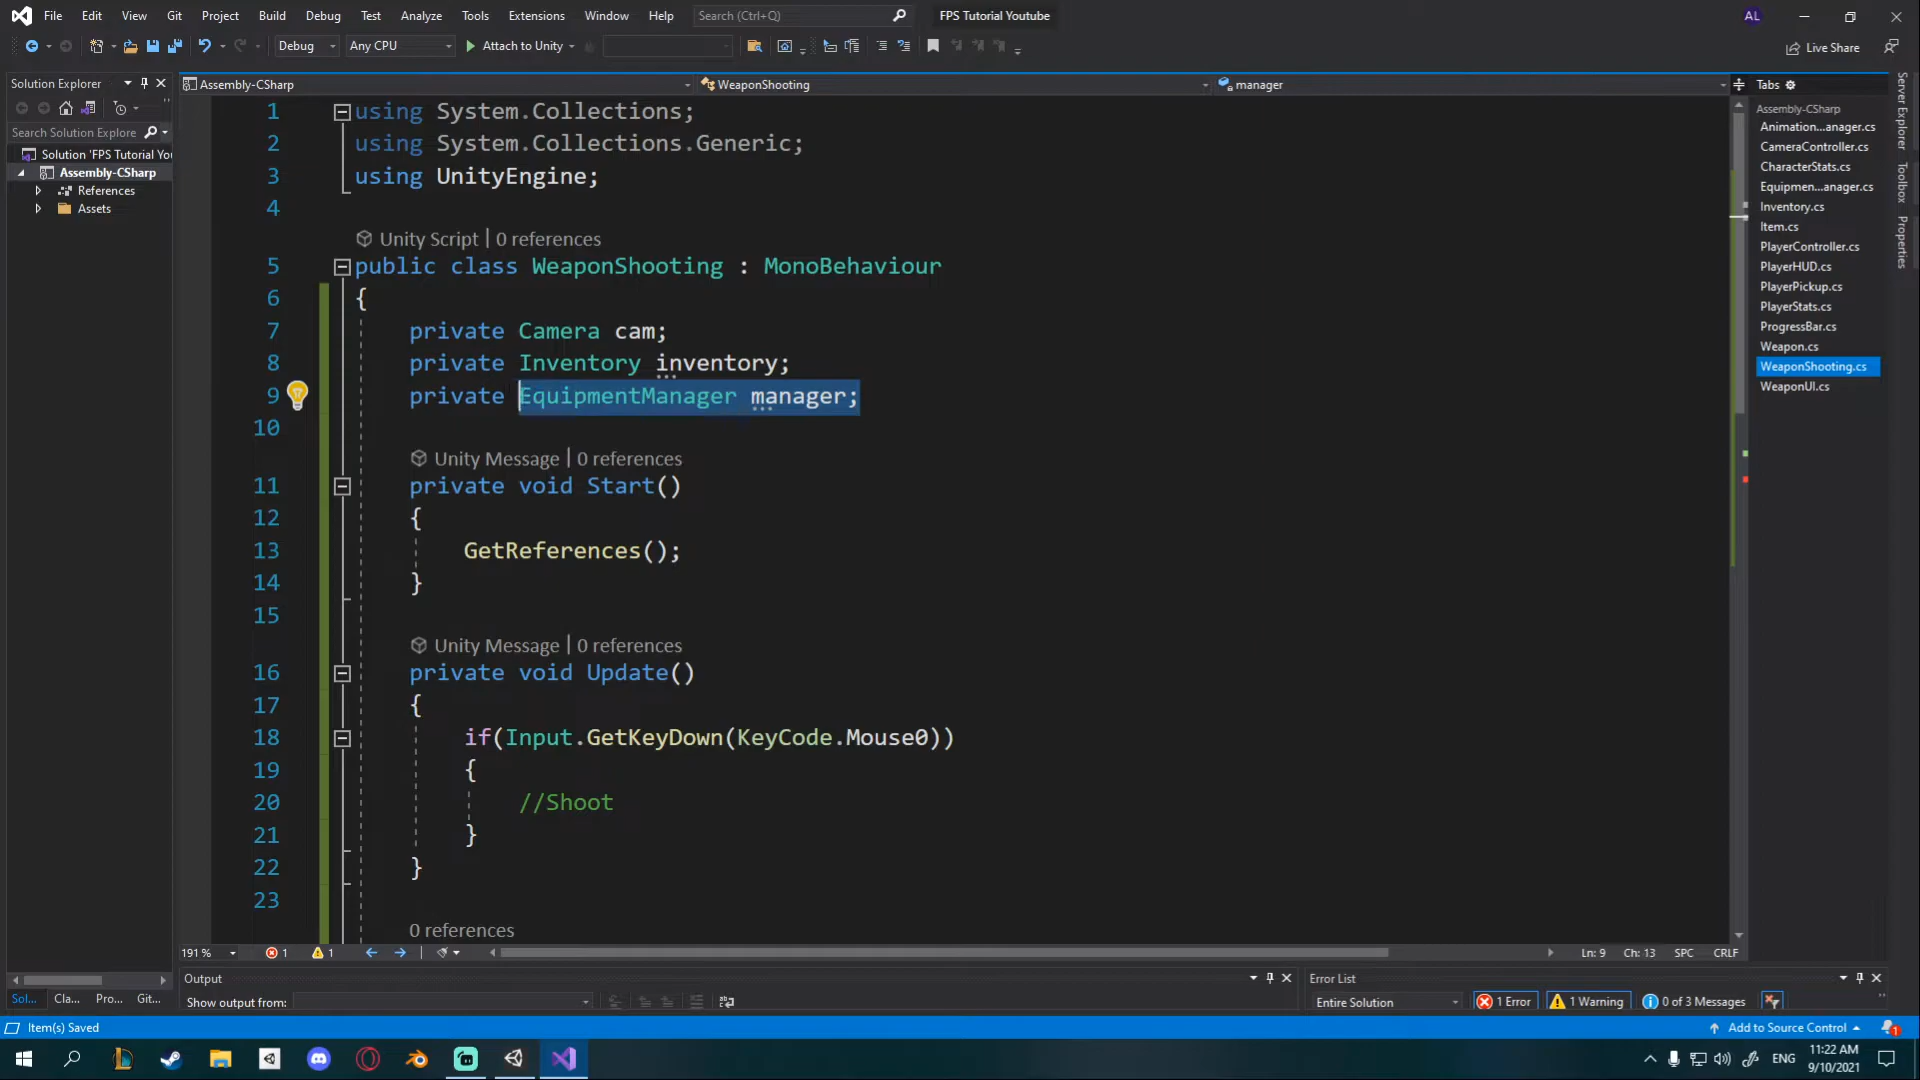 File Edit View Git Project Build Debug Test Analyze Tools Extensions Window Help Search (Ctrl+Q) FPS Tutorial Youtube AL
Debug Any CPU Attach to Unity Live Share
Solution Explorer
Search Solution Explorer
Solution 'FPS Tutorial Yo
Assembly-CSharp
References
Assets
Assembly-CSharp WeaponShooting manager
1 using System.Collections;
2 using System.Collections.Generic;
3 using UnityEngine;
4
Unity Script | 0 references
5 public class WeaponShooting : MonoBehaviour
6 {
7 private Camera cam;
8 private Inventory inventory;
9 private EquipmentManager manager;
10
Unity Message | 0 references
11 private void Start()
12 {
13 GetReferences();
14 }
15
Unity Message | 0 references
16 private void Update()
17 {
18 if(Input.GetKeyDown(KeyCode.Mouse0))
19 {
20 //Shoot
21 }
22 }
23
0 references
Tabs
Assembly-CSharp
Animation...anager.cs
CameraController.cs
CharacterStats.cs
Equipmen...anager.cs
Inventory.cs
Item.cs
PlayerController.cs
PlayerHUD.cs
PlayerPickup.cs
PlayerStats.cs
ProgressBar.cs
Weapon.cs
WeaponShooting.cs
WeaponUI.cs
Server Explorer
Toolbox
Properties
191 % 1 1 Ln: 9 Ch: 13 SPC CRLF
Output
Show output from:
Error List
Entire Solution 1 Error 1 Warning 0 of 3 Messages
Sol... Cla... Pro... Git...
Item(s) Saved Add to Source Control 1
ENG 11:22 AM
9/10/2021